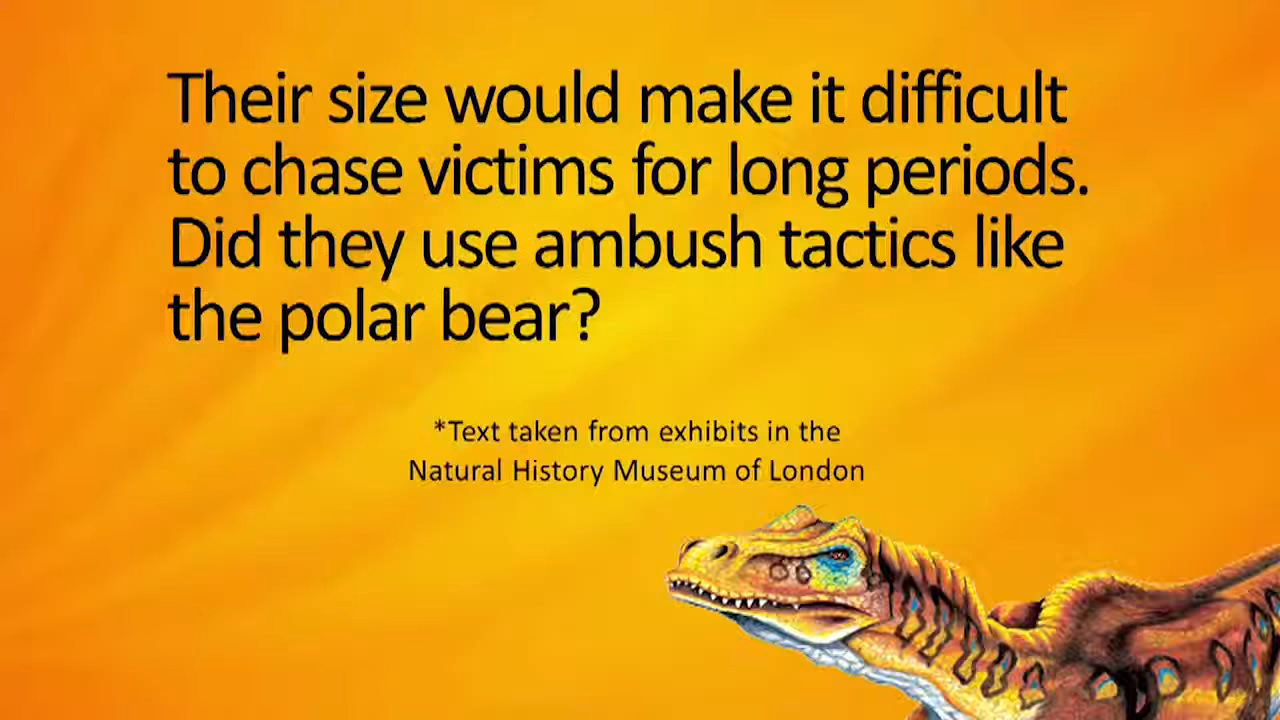 Their size would make it difficult
to chase victims for long periods.
Did they use ambush tactics like
the polar bear?
*Text taken from exhibits in the
Natural History Museum of London